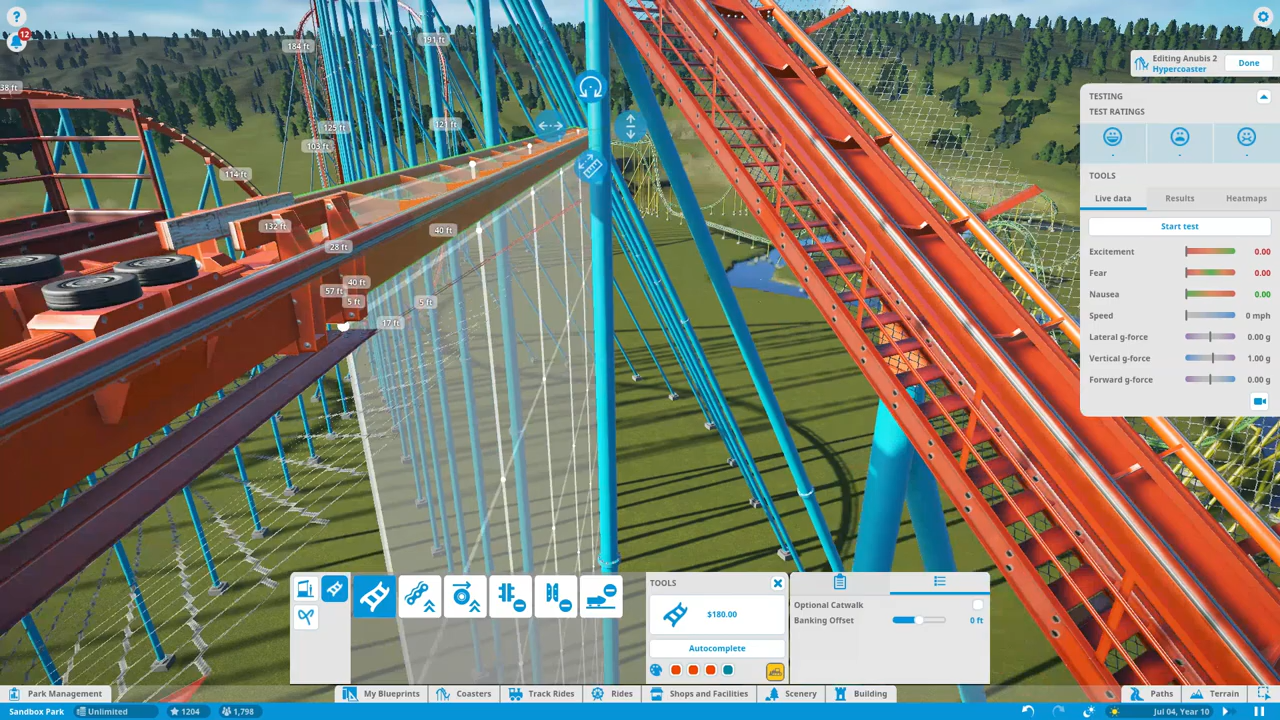 ?
12
184 ft
191 ft
38 ft
125 ft
121 ft
103 ft
114 ft
132 ft
40 ft
28 ft
40 ft
57 ft
5 ft
5 ft
17 ft
Editing Anubis 2
Hypercoaster
Done
TESTING
TEST RATINGS
-
-
-
TOOLS
Live data
Results
Heatmaps
Start test
Excitement 0.00
Fear 0.00
Nausea 0.00
Speed 0 mph
Lateral g-force 0.00 g
Vertical g-force 1.00 g
Forward g-force 0.00 g
TOOLS
$180.00
Autocomplete
Optional Catwalk
Banking Offset 0 ft
Park Management
My Blueprints
Coasters
Track Rides
Rides
Shops and Facilities
Scenery
Building
Paths
Terrain
Sandbox Park
Unlimited
1204
1,798
Jul 04, Year 10